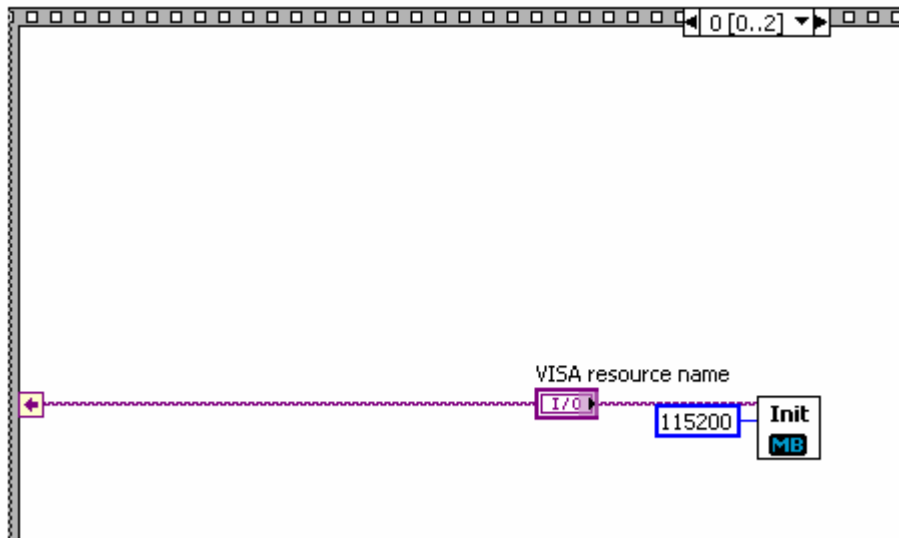 0 [0..2]
VISA resource name
I/O
115200
Init
MB